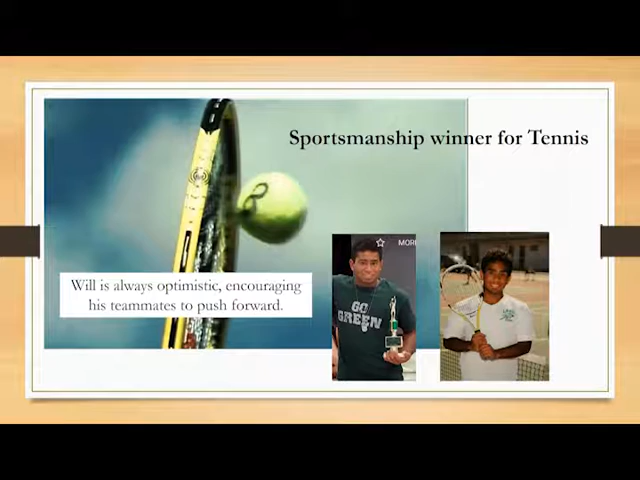 Sportsmanship winner for Tennis
Will is always optimistic, encouraging
his teammates to push forward.
MORE
GO
GREEN